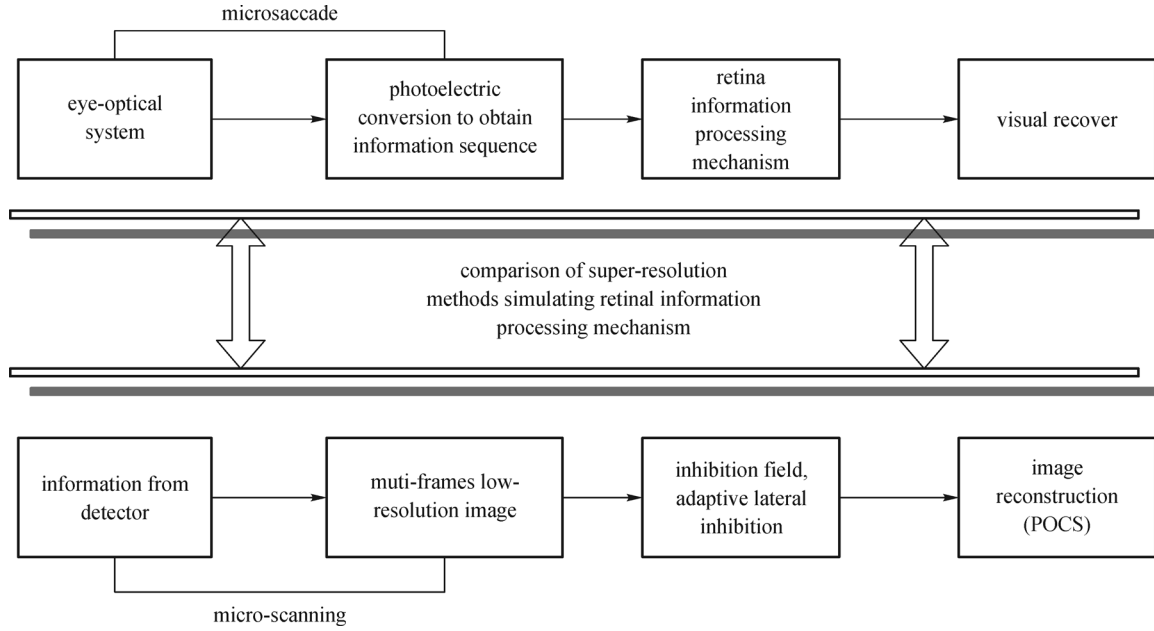 microsaccade
eye-optical
system
photoelectric
conversion to obtain
information sequence
retina
information
processing
mechanism
visual recover
comparison of super-resolution
methods simulating retinal information
processing mechanism
information from
detector
muti-frames low-
resolution image
inhibition field,
adaptive lateral
inhibition
image
reconstruction
(POCS)
micro-scanning